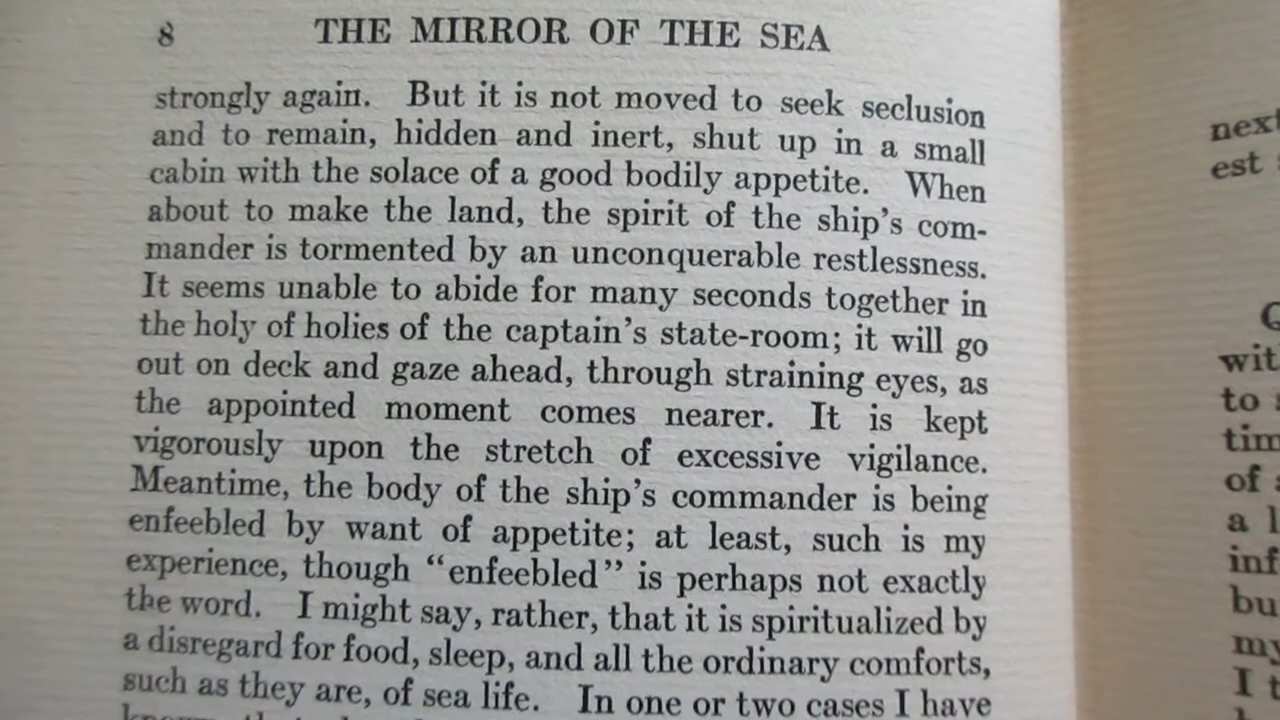 8 THE MIRROR OF THE SEA
strongly again. But it is not moved to seek seclusion
and to remain, hidden and inert, shut up in a small
cabin with the solace of a good bodily appetite. When
about to make the land, the spirit of the ship's com-
mander is tormented by an unconquerable restlessness.
It seems unable to abide for many seconds together in
the holy of holies of the captain's state-room; it will go
out on deck and gaze ahead, through straining eyes, as
the appointed moment comes nearer. It is kept
vigorously upon the stretch of excessive vigilance.
Meantime, the body of the ship's commander is being
enfeebled by want of appetite; at least, such is my
experience, though “enfeebled” is perhaps not exactly
the word. I might say, rather, that it is spiritualized by
a disregard for food, sleep, and all the ordinary comforts,
such as they are, of sea life. In one or two cases I have
next
est
to
of
a
I